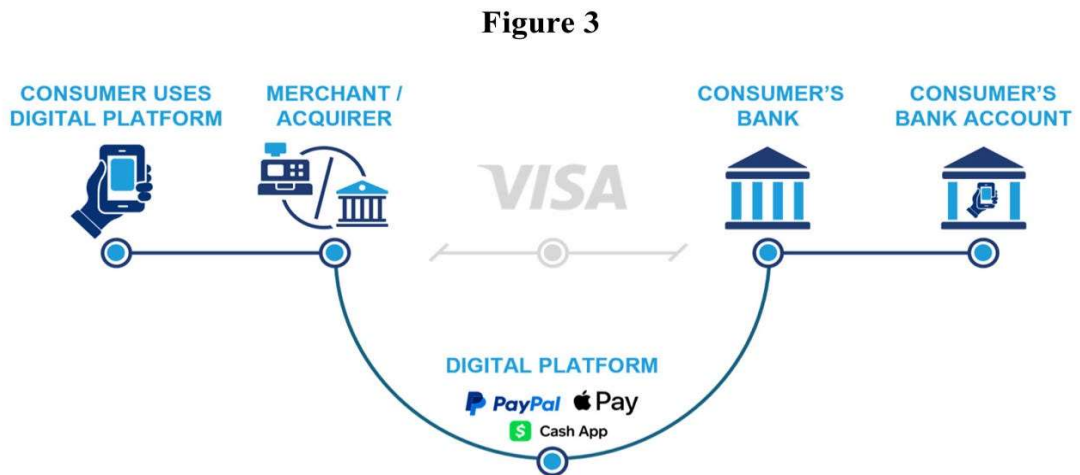 Figure 3
CONSUMER USES
DIGITAL PLATFORM
MERCHANT /
ACQUIRER
VISA
CONSUMER'S
BANK
CONSUMER'S
BANK ACCOUNT
DIGITAL PLATFORM
PayPal Pay
$ Cash App